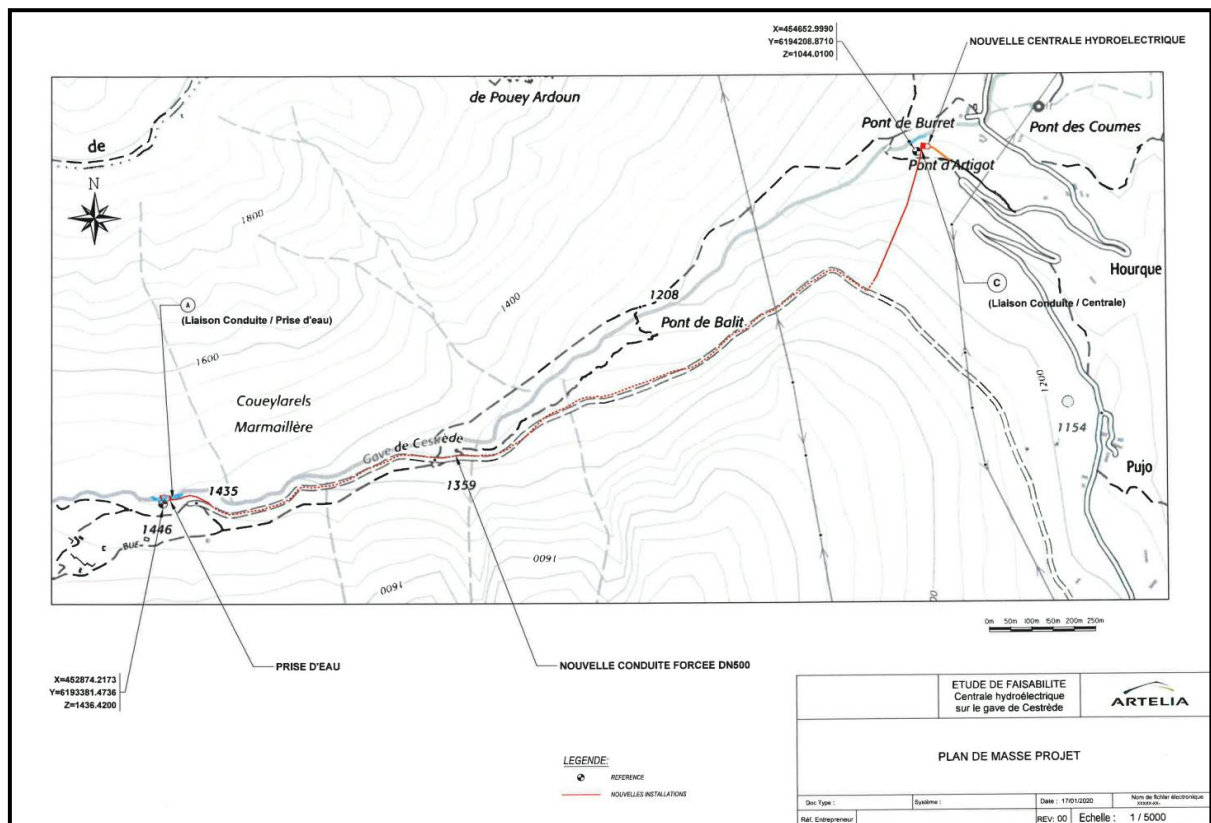 X=454652.9990
Y=6194208.8710
Z=1044.0100
NOUVELLE CENTRALE HYDROELECTRIQUE
de Pouey Ardoun
Pont de Burret
Pont des Coumes
de
Pont d'Artigot
N
1800
Hourque
A
(Liaison Conduite / Prise d'eau)
C
(Liaison Conduite / Centrale)
1400
1208
Pont de Balit
1600
1200
Coueylarels
Marmaillère
1154
Gave de Cestrède
Pujo
1435
1359
1446
BUE
1600
1600
00
0m 50m 100m 150m 200m 250m
PRISE D'EAU
NOUVELLE CONDUITE FORCEE DN500
X=452874.2173
Y=6193381.4736
Z=1436.4200
ETUDE DE FAISABILITE
Centrale hydroélectrique
sur le gave de Cestrède
ARTELIA
PLAN DE MASSE PROJET
LEGENDE:
REFERENCE
NOUVELLES INSTALLATIONS
Doc Type :
Système :
Date : 17/01/2020
Nom de fichier électronique
xxxxx-xx-
Réf. Entrepreneur
REV: 00
Echelle : 1 / 5000